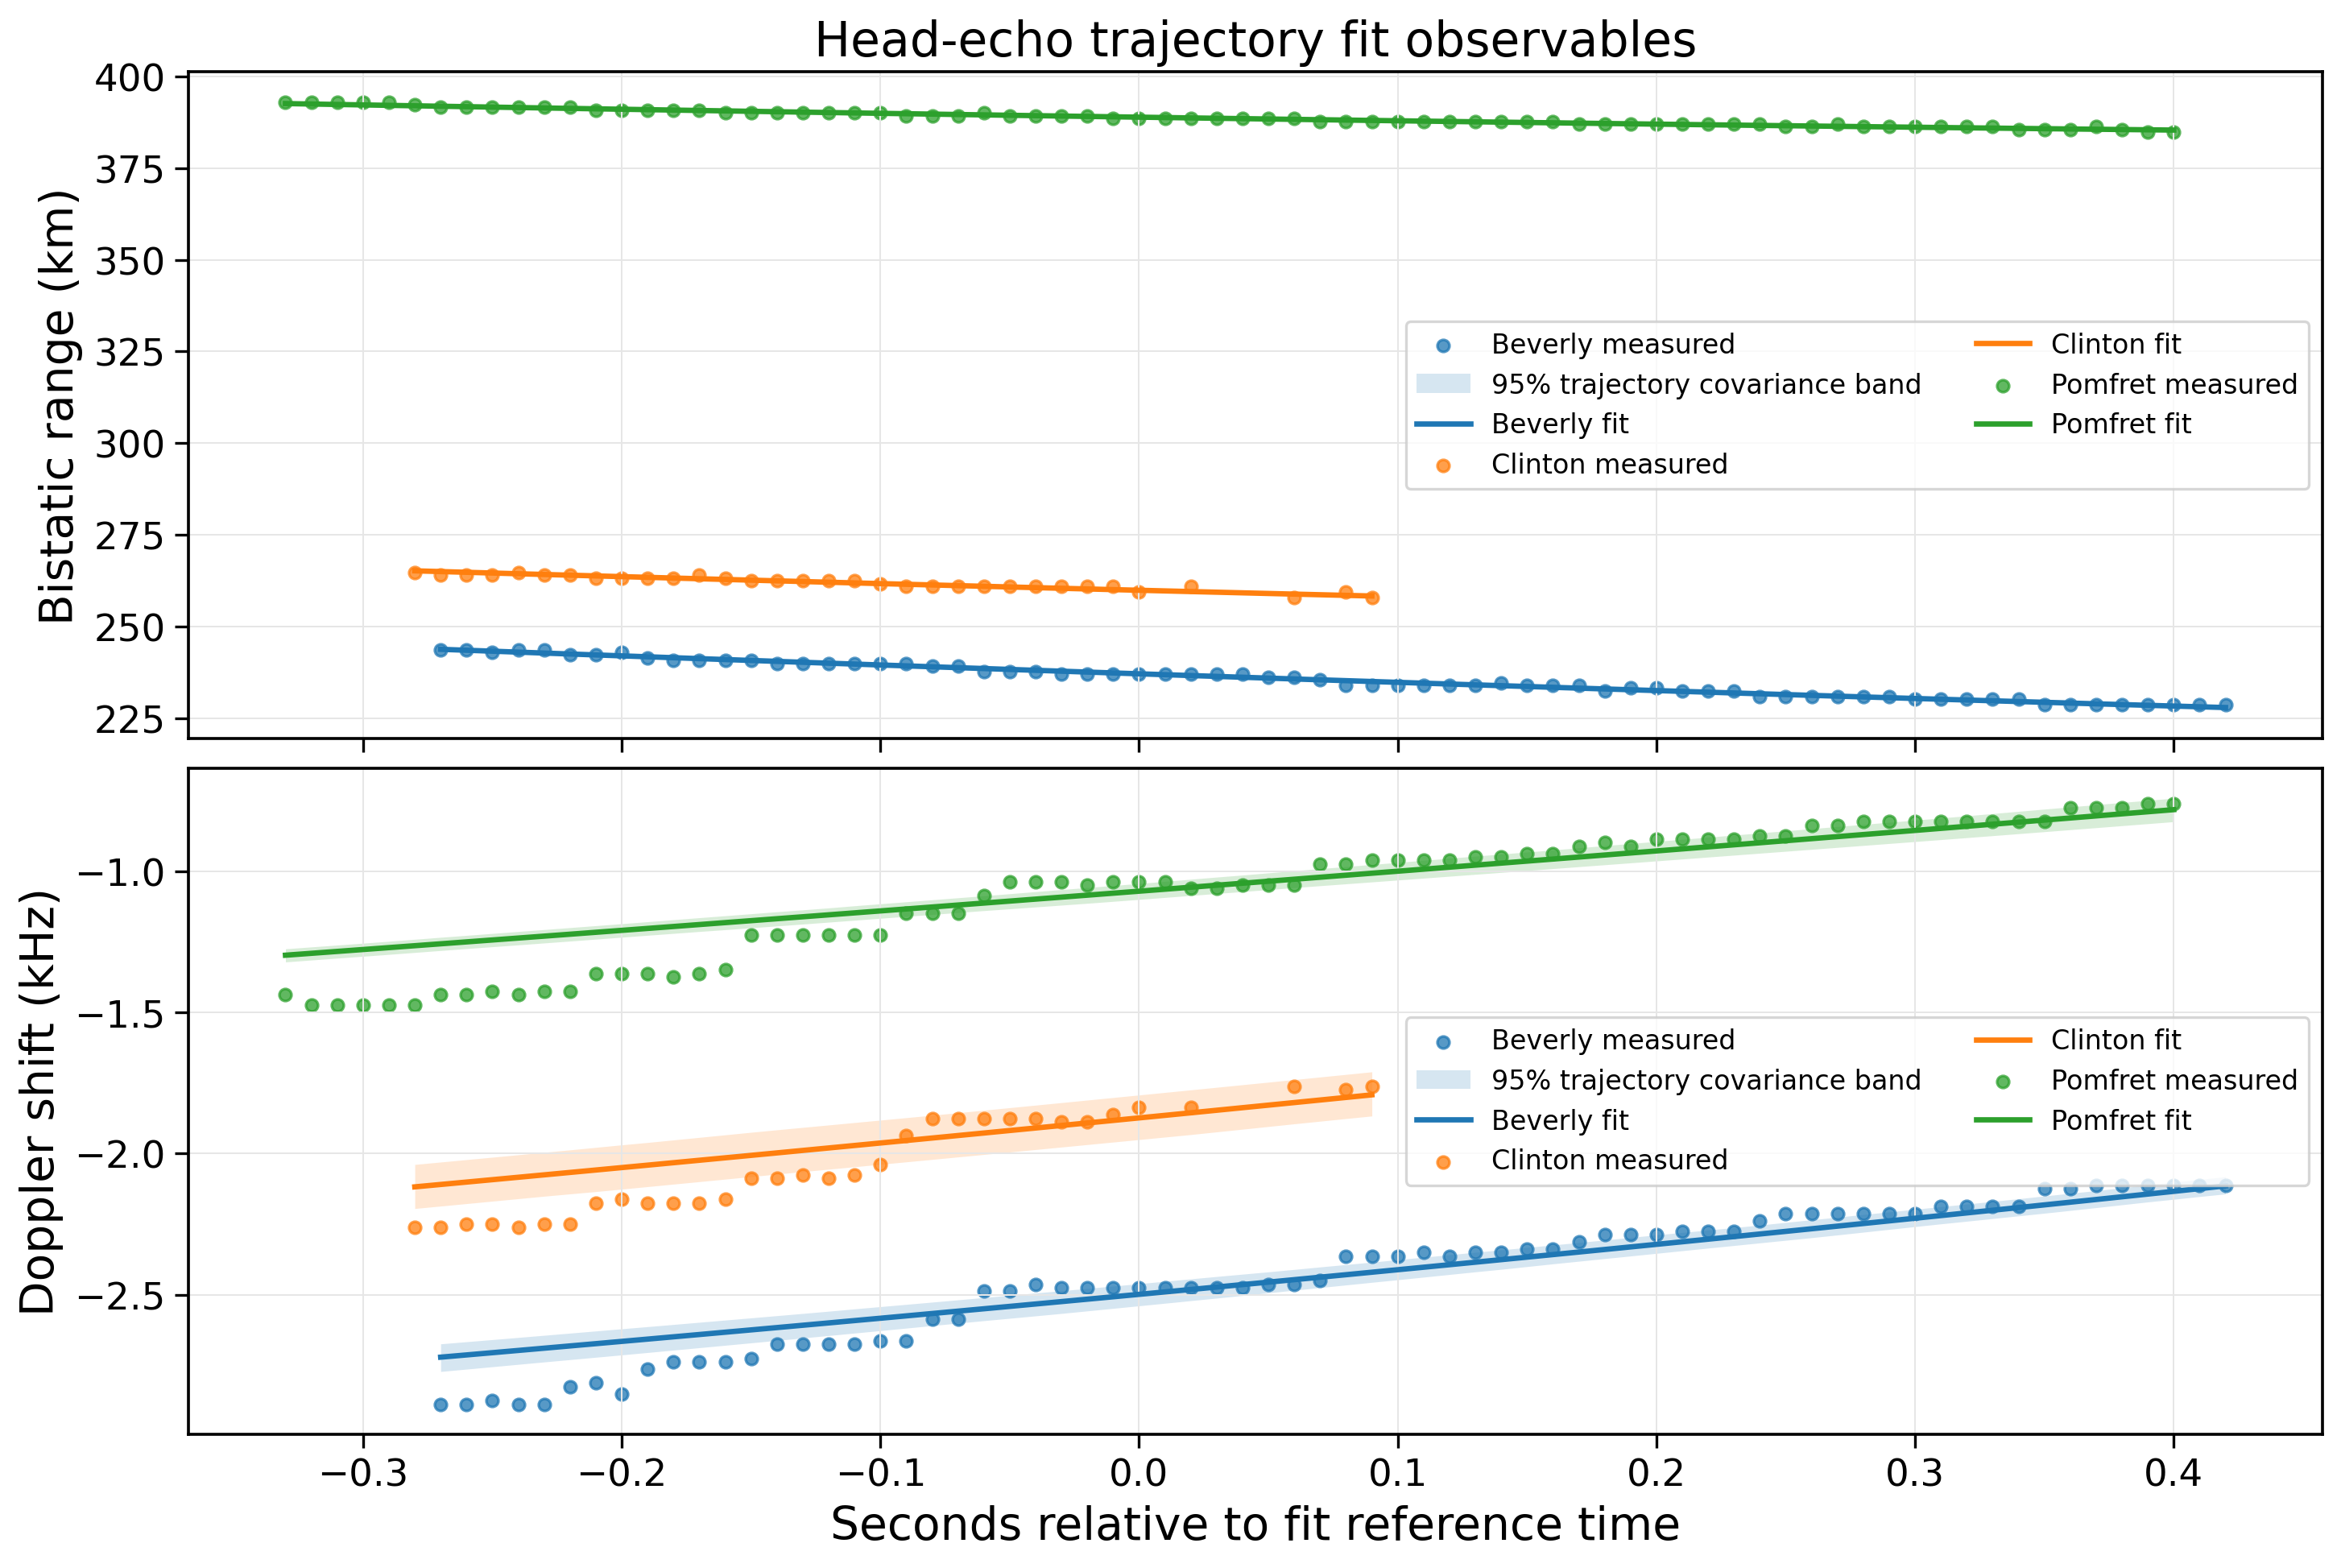 Head-echo trajectory fit observables
Bistatic range (km)
400
375
350
325
300
275
250
225
Beverly measured
95% trajectory covariance band
Beverly fit
Clinton measured
Clinton fit
Pomfret measured
Pomfret fit
Doppler shift (kHz)
−1.0
−1.5
−2.0
−2.5
Beverly measured
95% trajectory covariance band
Beverly fit
Clinton measured
Clinton fit
Pomfret measured
Pomfret fit
−0.3 −0.2 −0.1 0.0 0.1 0.2 0.3 0.4
Seconds relative to fit reference time